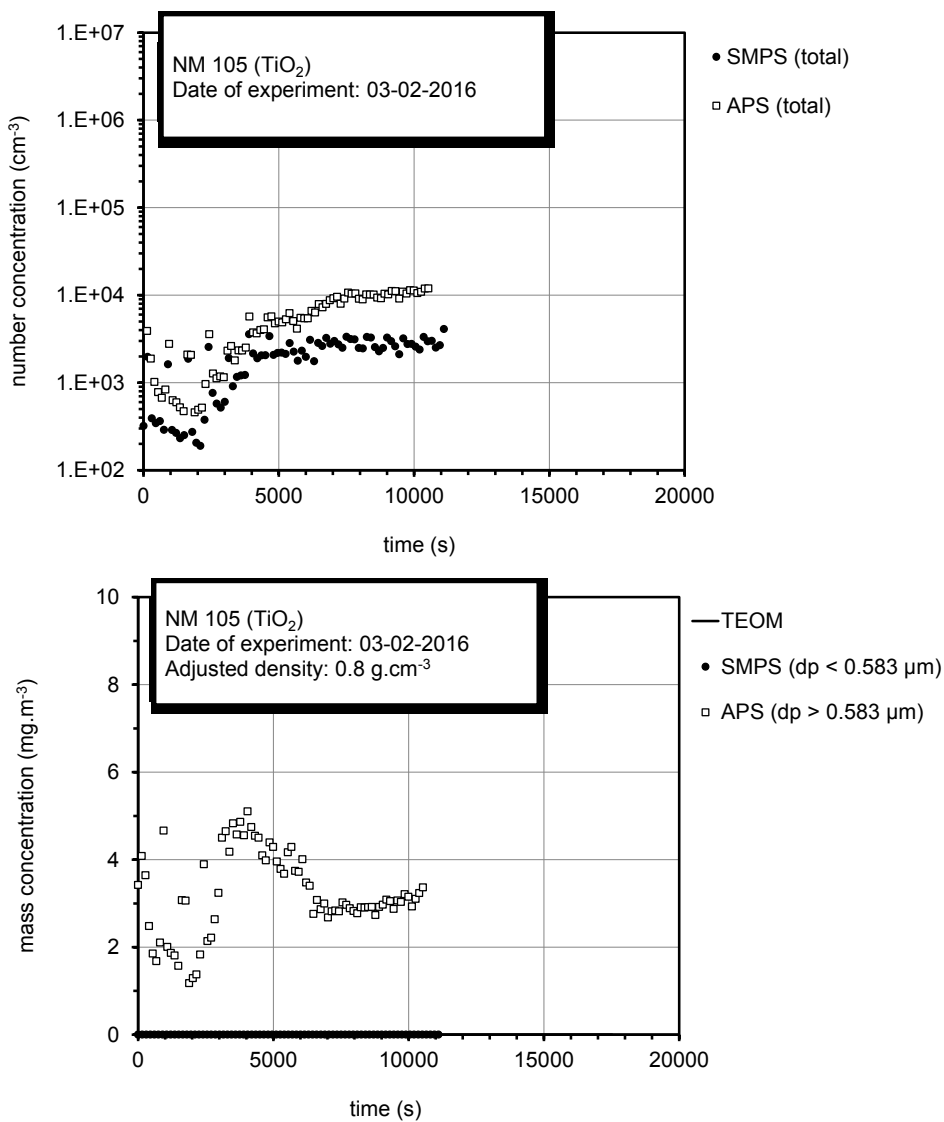 1.E+07
1.E+06
1.E+05
1.E+04
1.E+03
1.E+02
number concentration (cm-3)
NM 105 (TiO2)
Date of experiment: 03-02-2016
SMPS (total)
APS (total)
0 5000 10000 15000 20000
time (s)
10
8
6
4
2
0
mass concentration (mg.m-3)
NM 105 (TiO2)
Date of experiment: 03-02-2016
Adjusted density: 0.8 g.cm-3
TEOM
SMPS (dp < 0.583 µm)
APS (dp > 0.583 µm)
0 5000 10000 15000 20000
time (s)